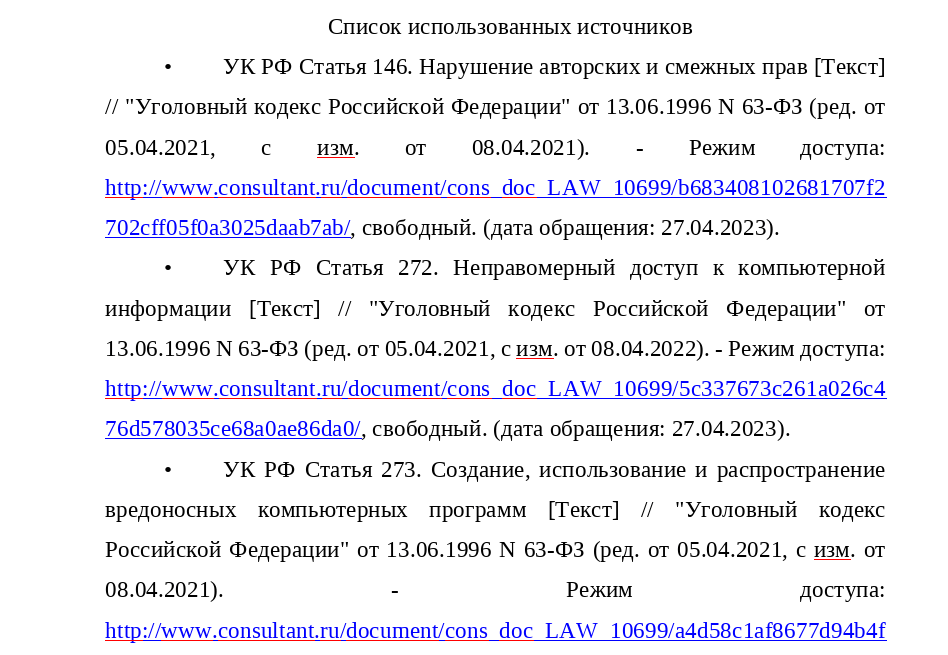 Список использованных источников
• УК РФ Статья 146. Нарушение авторских и смежных прав [Текст]
// "Уголовный кодекс Российской Федерации" от 13.06.1996 N 63-ФЗ (ред. от
05.04.2021, с изм. от 08.04.2021). - Режим доступа:
http://www.consultant.ru/document/cons_doc_LAW_10699/b683408102681707f2
702cff05f0a3025daab7ab/, свободный. (дата обращения: 27.04.2023).
• УК РФ Статья 272. Неправомерный доступ к компьютерной
информации [Текст] // "Уголовный кодекс Российской Федерации" от
13.06.1996 N 63-ФЗ (ред. от 05.04.2021, с изм. от 08.04.2022). - Режим доступа:
http://www.consultant.ru/document/cons_doc_LAW_10699/5c337673c261a026c4
76d578035ce68a0ae86da0/, свободный. (дата обращения: 27.04.2023).
• УК РФ Статья 273. Создание, использование и распространение
вредоносных компьютерных программ [Текст] // "Уголовный кодекс
Российской Федерации" от 13.06.1996 N 63-ФЗ (ред. от 05.04.2021, с изм. от
08.04.2021). - Режим доступа:
http://www.consultant.ru/document/cons_doc_LAW_10699/a4d58c1af8677d94b4f